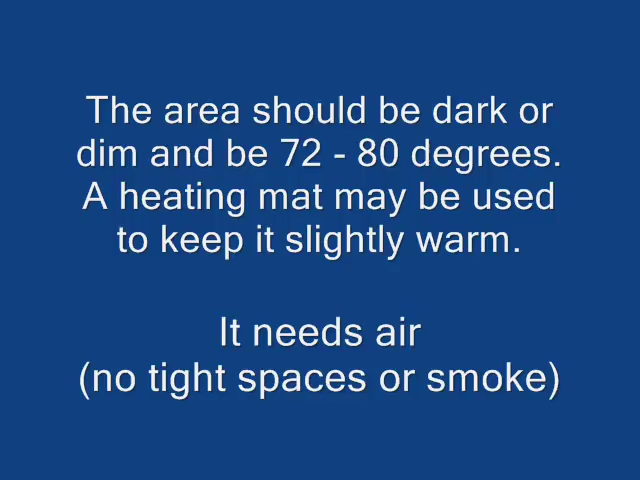 The area should be dark or
dim and be 72 - 80 degrees.
A heating mat may be used
to keep it slightly warm.
It needs air
(no tight spaces or smoke)